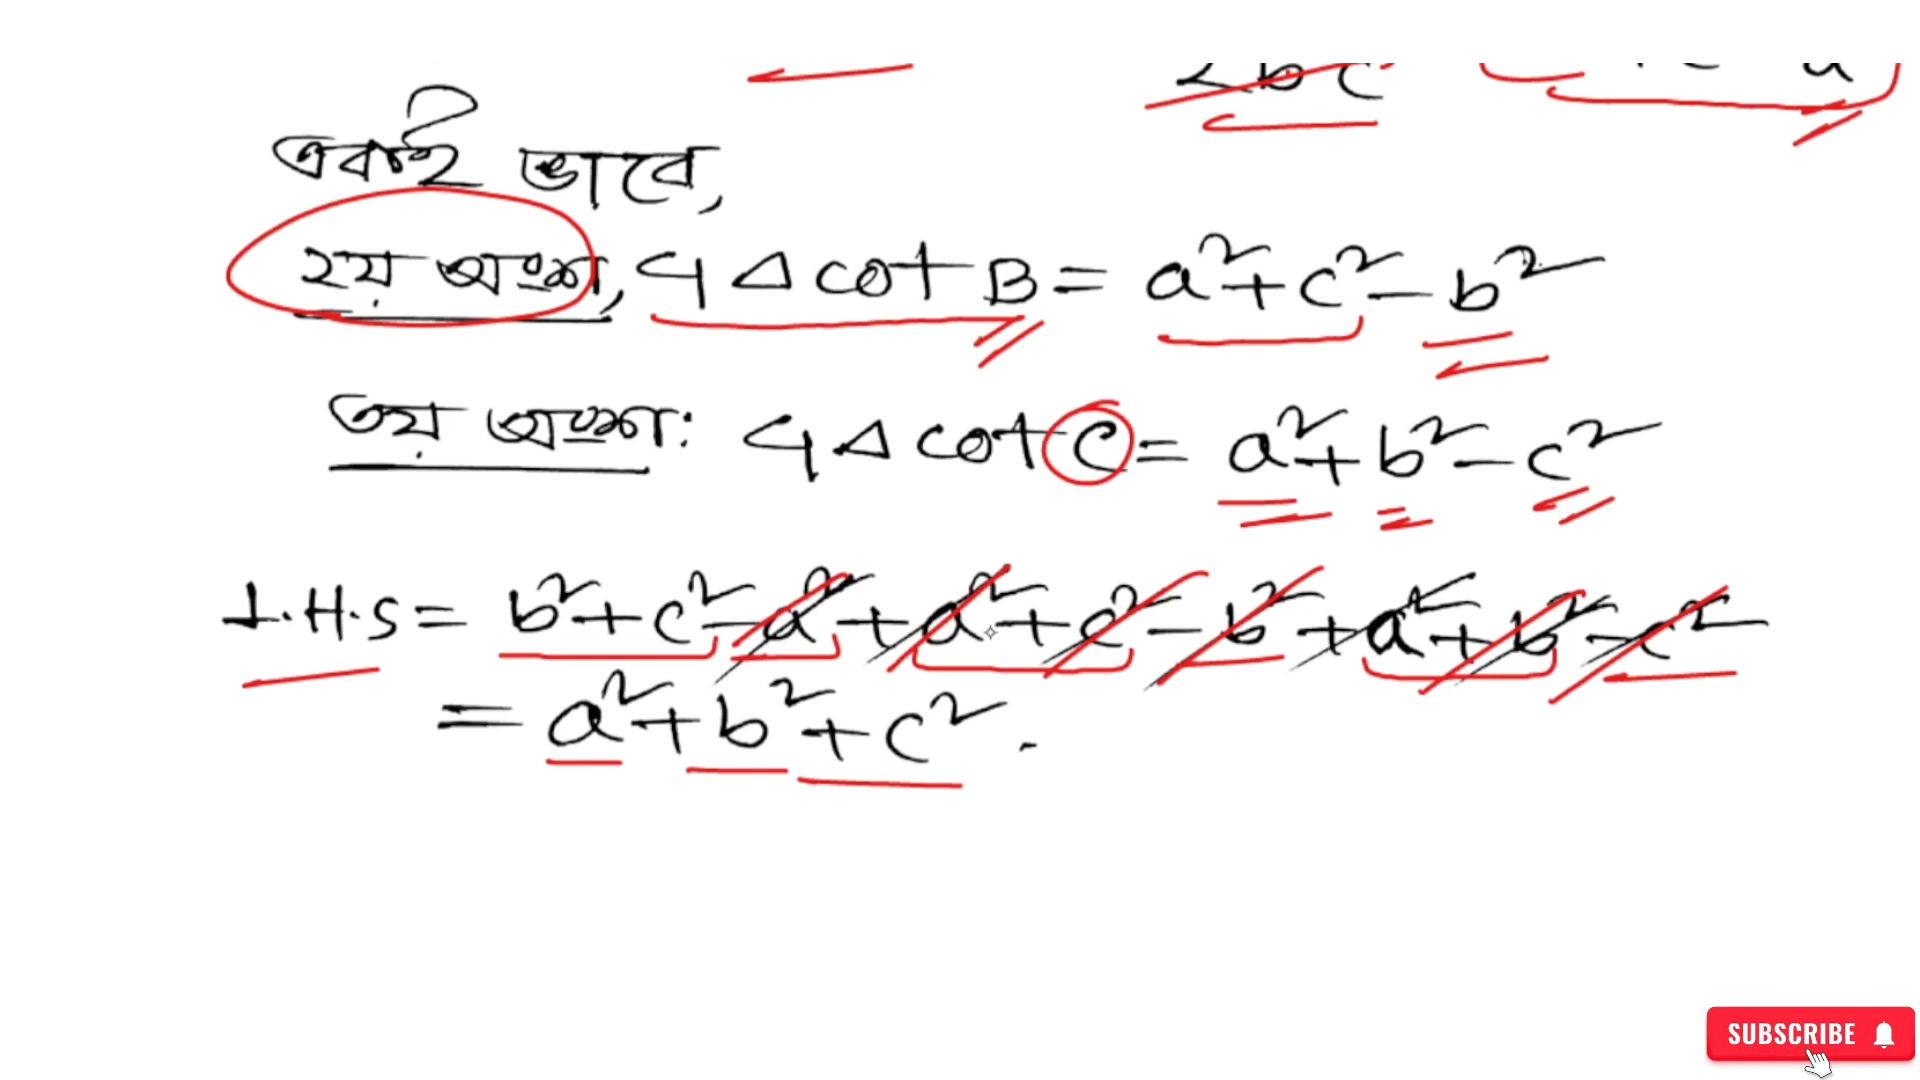 2bc
একই ভাবে,
২য় অংশ, 4Δ cot B = a²+c²-b²
৩য় অংশ: 4Δ cot C = a²+b²-c²
L.H.S = b²+c²-a²+a²+c²-b²+a²+b²-c²
= a²+b²+c².
SUBSCRIBE